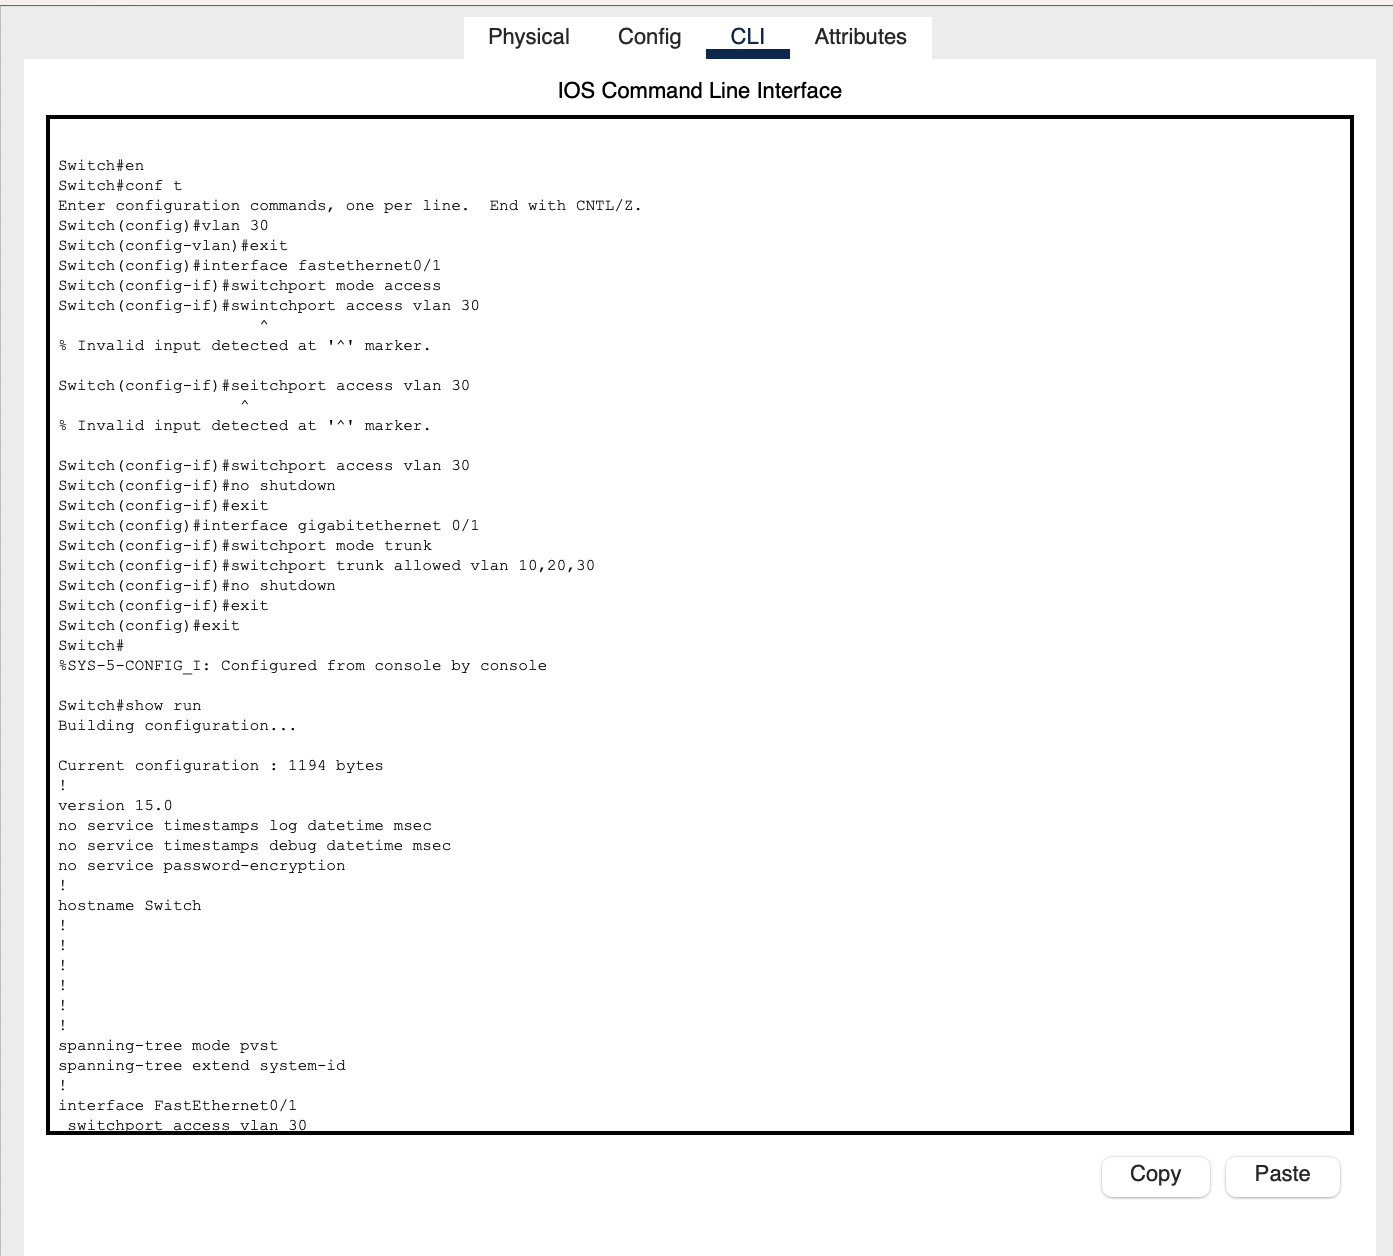 Physical Config CLI Attributes
IOS Command Line Interface
Switch#en
Switch#conf t
Enter configuration commands, one per line.  End with CNTL/Z.
Switch(config)#vlan 30
Switch(config-vlan)#exit
Switch(config)#interface fastethernet0/1
Switch(config-if)#switchport mode access
Switch(config-if)#swintchport access vlan 30
^
% Invalid input detected at '^' marker.
Switch(config-if)#seitchport access vlan 30
^
% Invalid input detected at '^' marker.
Switch(config-if)#switchport access vlan 30
Switch(config-if)#no shutdown
Switch(config-if)#exit
Switch(config)#interface gigabitethernet 0/1
Switch(config-if)#switchport mode trunk
Switch(config-if)#switchport trunk allowed vlan 10,20,30
Switch(config-if)#no shutdown
Switch(config-if)#exit
Switch(config)#exit
Switch#
%SYS-5-CONFIG_I: Configured from console by console
Switch#show run
Building configuration...
Current configuration : 1194 bytes
!
version 15.0
no service timestamps log datetime msec
no service timestamps debug datetime msec
no service password-encryption
!
hostname Switch
!
!
!
!
!
!
spanning-tree mode pvst
spanning-tree extend system-id
!
interface FastEthernet0/1
switchport access vlan 30
Copy Paste